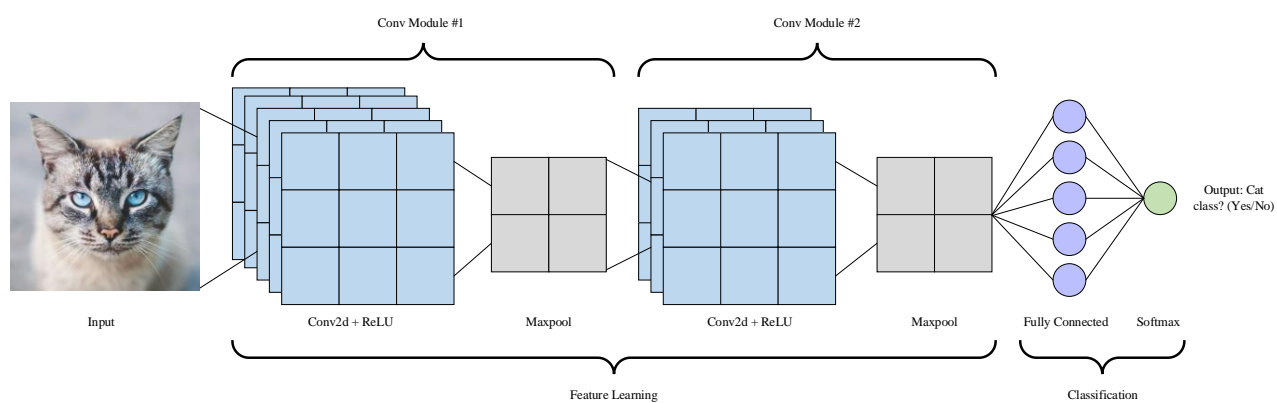 Conv Module #1
Conv Module #2
Output: Cat
class? (Yes/No)
Input
Conv2d + ReLU
Maxpool
Conv2d + ReLU
Maxpool
Fully Connected
Softmax
Feature Learning
Classification